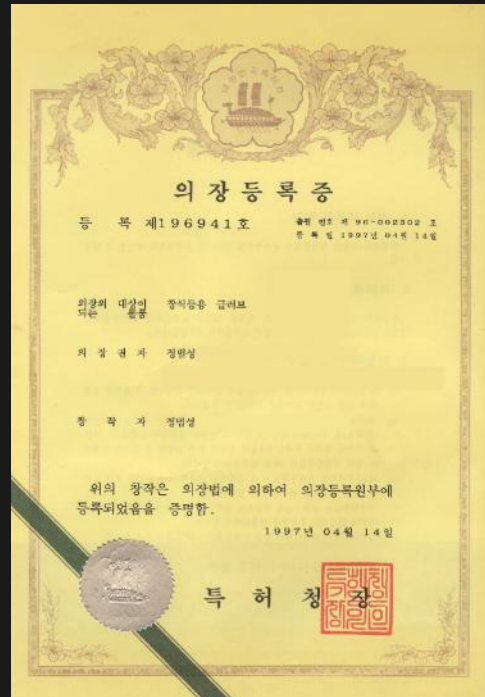 의장등록증
등 록 제196941호
출원 번호 제 96-002802 호
등 록 일 1997년 04월 14일
의장의 대상이 되는 물품 장식등용 글러브
의 장 권 자 정범성
창 작 자 정범성
위의 창작은 의장법에 의하여 의장등록원부에
등록되었음을 증명함.
1997년 04월 14일
특 허 청 장